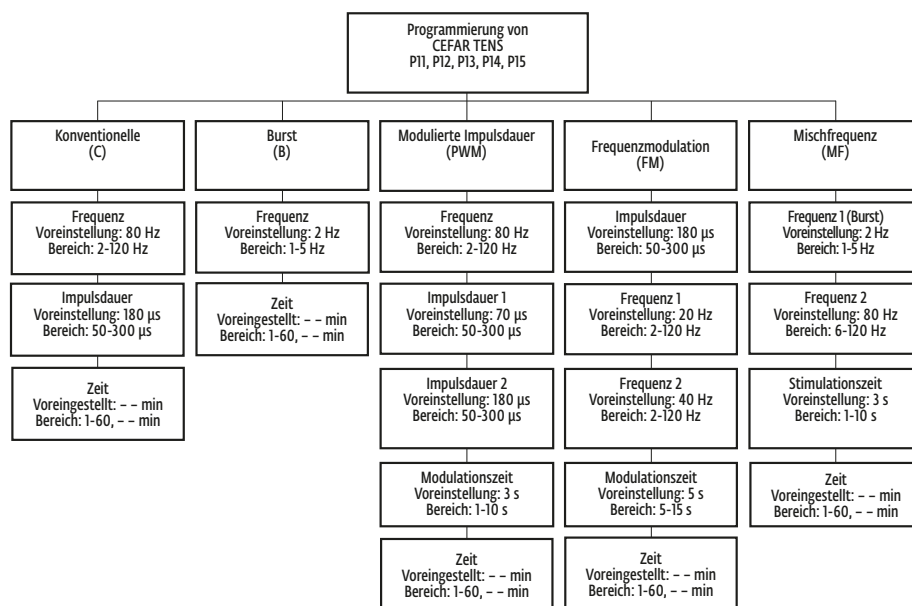 Programmierung von
CEFAR TENS
P11, P12, P13, P14, P15
Konventionelle
(C)
Frequenz
Voreinstellung: 80 Hz
Bereich: 2-120 Hz
Impulsdauer
Voreinstellung: 180 µs
Bereich: 50-300 µs
Zeit
Voreingestellt: – – min
Bereich: 1-60, – – min
Burst
(B)
Frequenz
Voreinstellung: 2 Hz
Bereich: 1-5 Hz
Zeit
Voreingestellt: – – min
Bereich: 1-60, – – min
Modulierte Impulsdauer
(PWM)
Frequenz
Voreinstellung: 80 Hz
Bereich: 2-120 Hz
Impulsdauer 1
Voreinstellung: 70 µs
Bereich: 50-300 µs
Impulsdauer 2
Voreinstellung: 180 µs
Bereich: 50-300 µs
Modulationszeit
Voreinstellung: 3 s
Bereich: 1-10 s
Zeit
Voreingestellt: – – min
Bereich: 1-60, – – min
Frequenzmodulation
(FM)
Impulsdauer
Voreinstellung: 180 µs
Bereich: 50-300 µs
Frequenz 1
Voreinstellung: 20 Hz
Bereich: 2-120 Hz
Frequenz 2
Voreinstellung: 40 Hz
Bereich: 2-120 Hz
Modulationszeit
Voreinstellung: 5 s
Bereich: 5-15 s
Zeit
Voreingestellt: – – min
Bereich: 1-60, – – min
Mischfrequenz
(MF)
Frequenz 1 (Burst)
Voreinstellung: 2 Hz
Bereich: 1-5 Hz
Frequenz 2
Voreinstellung: 80 Hz
Bereich: 6-120 Hz
Stimulationszeit
Voreinstellung: 3 s
Bereich: 1-10 s
Zeit
Voreingestellt: – – min
Bereich: 1-60, – – min